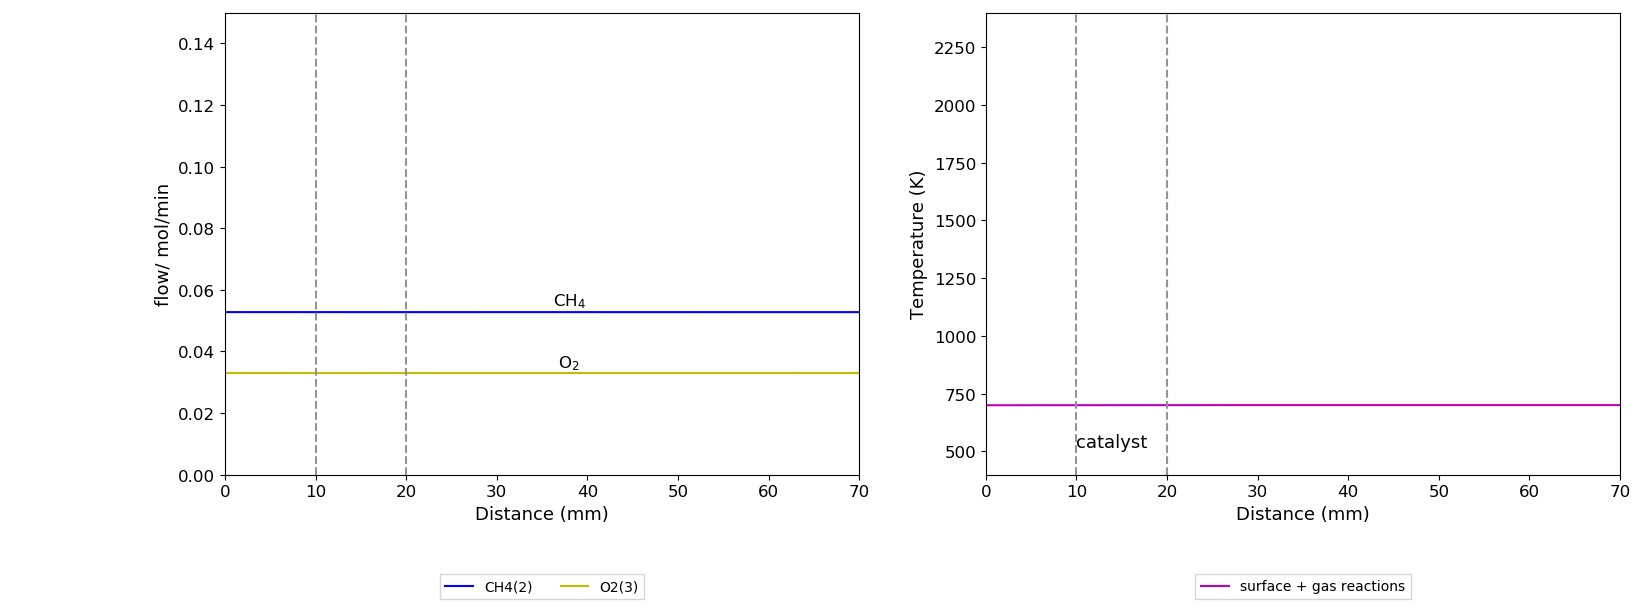 flow/ mol/min
0.14
0.12
0.10
0.08
0.06
0.04
0.02
0.00
CH₄
O₂
0 10 20 30 40 50 60 70
Distance (mm)
CH4(2) O2(3)
Temperature (K)
2250
2000
1750
1500
1250
1000
750
500
catalyst
0 10 20 30 40 50 60 70
Distance (mm)
surface + gas reactions